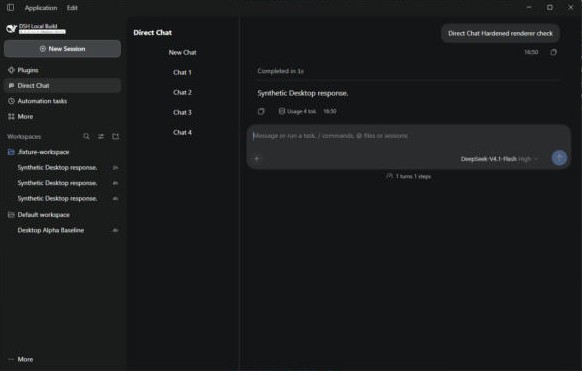 Application Edit
DSH Local Build
New Session
Plugins
Direct Chat
Automation tasks
More
Workspaces
.fixture-workspace
Synthetic Desktop response.
Synthetic Desktop response.
Synthetic Desktop response.
Default workspace
Desktop Alpha Baseline
More
Direct Chat
New Chat
Chat 1
Chat 2
Chat 3
Chat 4
Direct Chat Hardened renderer check
16:50
Completed in 1s
Synthetic Desktop response.
Usage 4 tok 16:50
Message or run a task, / commands, @ files or sessions
DeepSeek-V4.1-Flash High
1 turns 1 steps